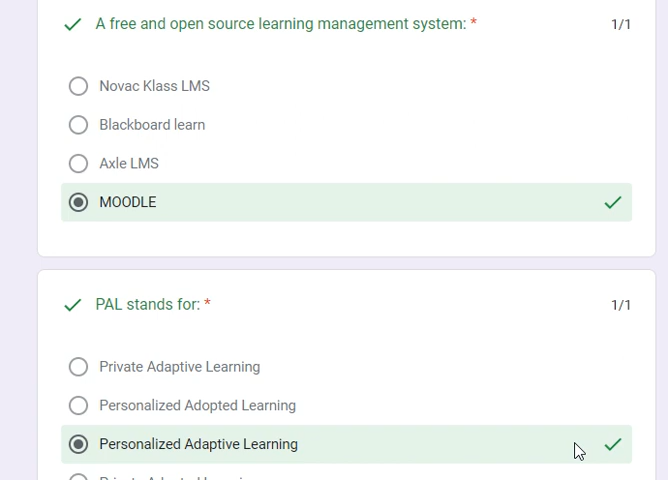 A free and open source learning management system: * 1/1
Novac Klass LMS
Blackboard learn
Axle LMS
MOODLE
PAL stands for: * 1/1
Private Adaptive Learning
Personalized Adopted Learning
Personalized Adaptive Learning